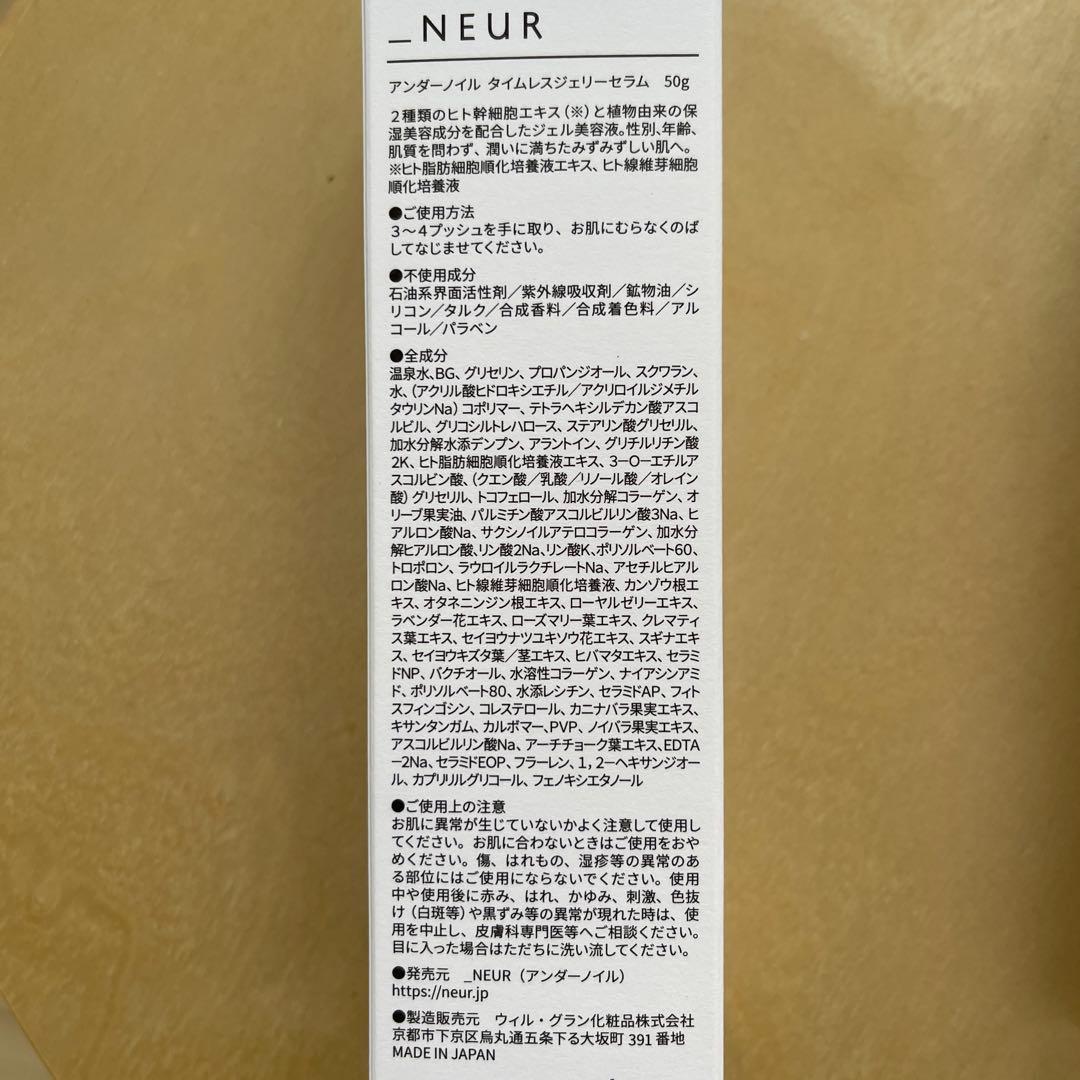 _NEUR
アンダーノイル タイムレスジェリーセラム 50g
２種類のヒト幹細胞エキス（※）と植物由来の保
湿美容成分を配合したジェル美容液。性別、年齢、
肌質を問わず、潤いに満ちたみずみずしい肌へ。
※ヒト脂肪細胞順化培養液エキス、ヒト線維芽細胞
順化培養液
●ご使用方法
３〜４プッシュを手に取り、お肌にむらなくのば
してなじませてください。
●不使用成分
石油系界面活性剤／紫外線吸収剤／鉱物油／シ
リコン／タルク／合成香料／合成着色料／アル
コール／パラベン
●全成分
温泉水、BG、グリセリン、プロパンジオール、スクワラン、
水、（アクリル酸ヒドロキシエチル／アクリロイルジメチル
タウリンNa）コポリマー、テトラヘキシルデカン酸アスコ
ルビル、グリコシルトレハロース、ステアリン酸グリセリル、
加水分解水添デンプン、アラントイン、グリチルリチン酸
2K、ヒト脂肪細胞順化培養液エキス、3－O－エチルア
スコルビン酸、（クエン酸／乳酸／リノール酸／オレイン
酸）グリセリル、トコフェロール、加水分解コラーゲン、オ
リーブ果実油、パルミチン酸アスコルビルリン酸3Na、ヒ
アルロン酸Na、サクシノイルアテロコラーゲン、加水分
解ヒアルロン酸、リン酸2Na、リン酸K、ポリソルベート60、
トロポロン、ラウロイルラクチレートNa、アセチルヒアル
ロン酸Na、ヒト線維芽細胞順化培養液、カンゾウ根エ
キス、オタネニンジン根エキス、ローヤルゼリーエキス、
ラベンダー花エキス、ローズマリー葉エキス、クレマティ
ス葉エキス、セイヨウナツユキソウ花エキス、スギナエキ
ス、セイヨウキズタ葉／茎エキス、ヒバマタエキス、セラミ
ドNP、バクチオール、水溶性コラーゲン、ナイアシンアミ
ド、ポリソルベート80、水添レシチン、セラミドAP、フィト
スフィンゴシン、コレステロール、カニナバラ果実エキス、
キサンタンガム、カルボマー、PVP、ノイバラ果実エキス、
アスコルビルリン酸Na、アーチチョーク葉エキス、EDTA
－2Na、セラミドEOP、フラーレン、1，2－ヘキサンジオー
ル、カプリリルグリコール、フェノキシエタノール
●ご使用上の注意
お肌に異常が生じていないかよく注意して使用し
てください。お肌に合わないときはご使用をおや
めください。傷、はれもの、湿疹等の異常のあ
る部位にはご使用にならないでください。使用
中や使用後に赤み、はれ、かゆみ、刺激、色抜
け（白斑等）や黒ずみ等の異常が現れた時は、使
用を中止し、皮膚科専門医等へご相談ください。
目に入った場合はただちに洗い流してください。
●発売元 _NEUR（アンダーノイル）
https://neur.jp
●製造販売元 ウィル・グラン化粧品株式会社
京都市下京区烏丸通五条下る大坂町 391 番地
MADE IN JAPAN